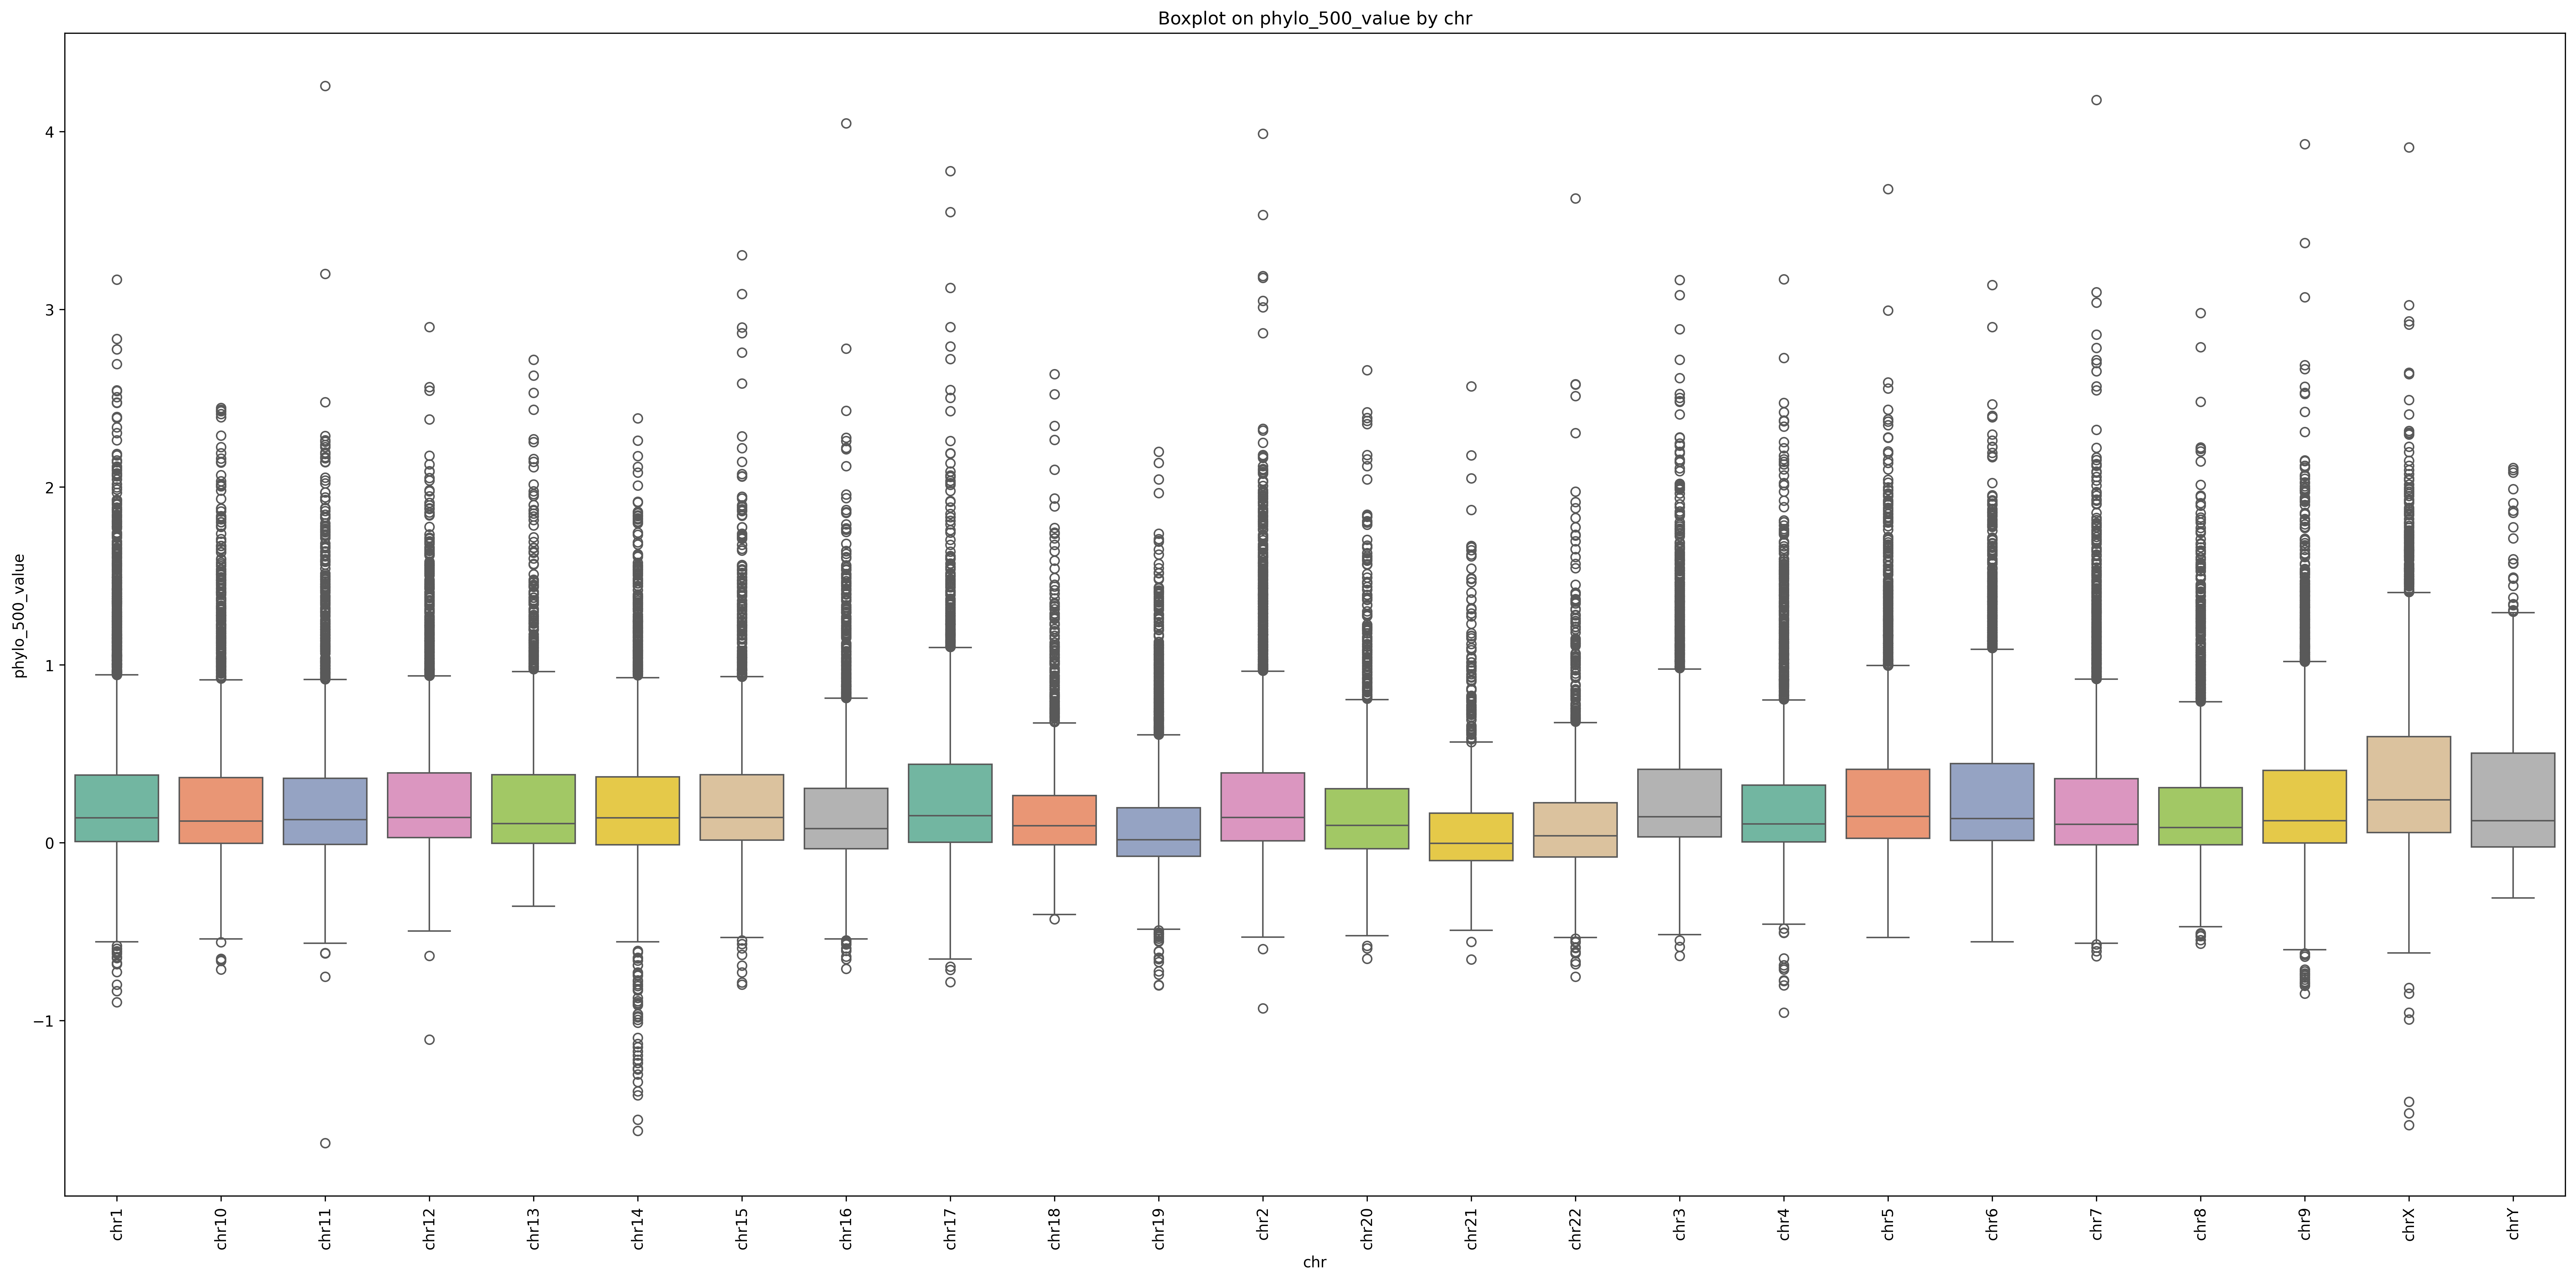 Boxplot on phylo_500_value by chr
phylo_500_value
4
3
2
1
0
−1
chr1
chr10
chr11
chr12
chr13
chr14
chr15
chr16
chr17
chr18
chr19
chr2
chr20
chr21
chr22
chr3
chr4
chr5
chr6
chr7
chr8
chr9
chrX
chrY
chr